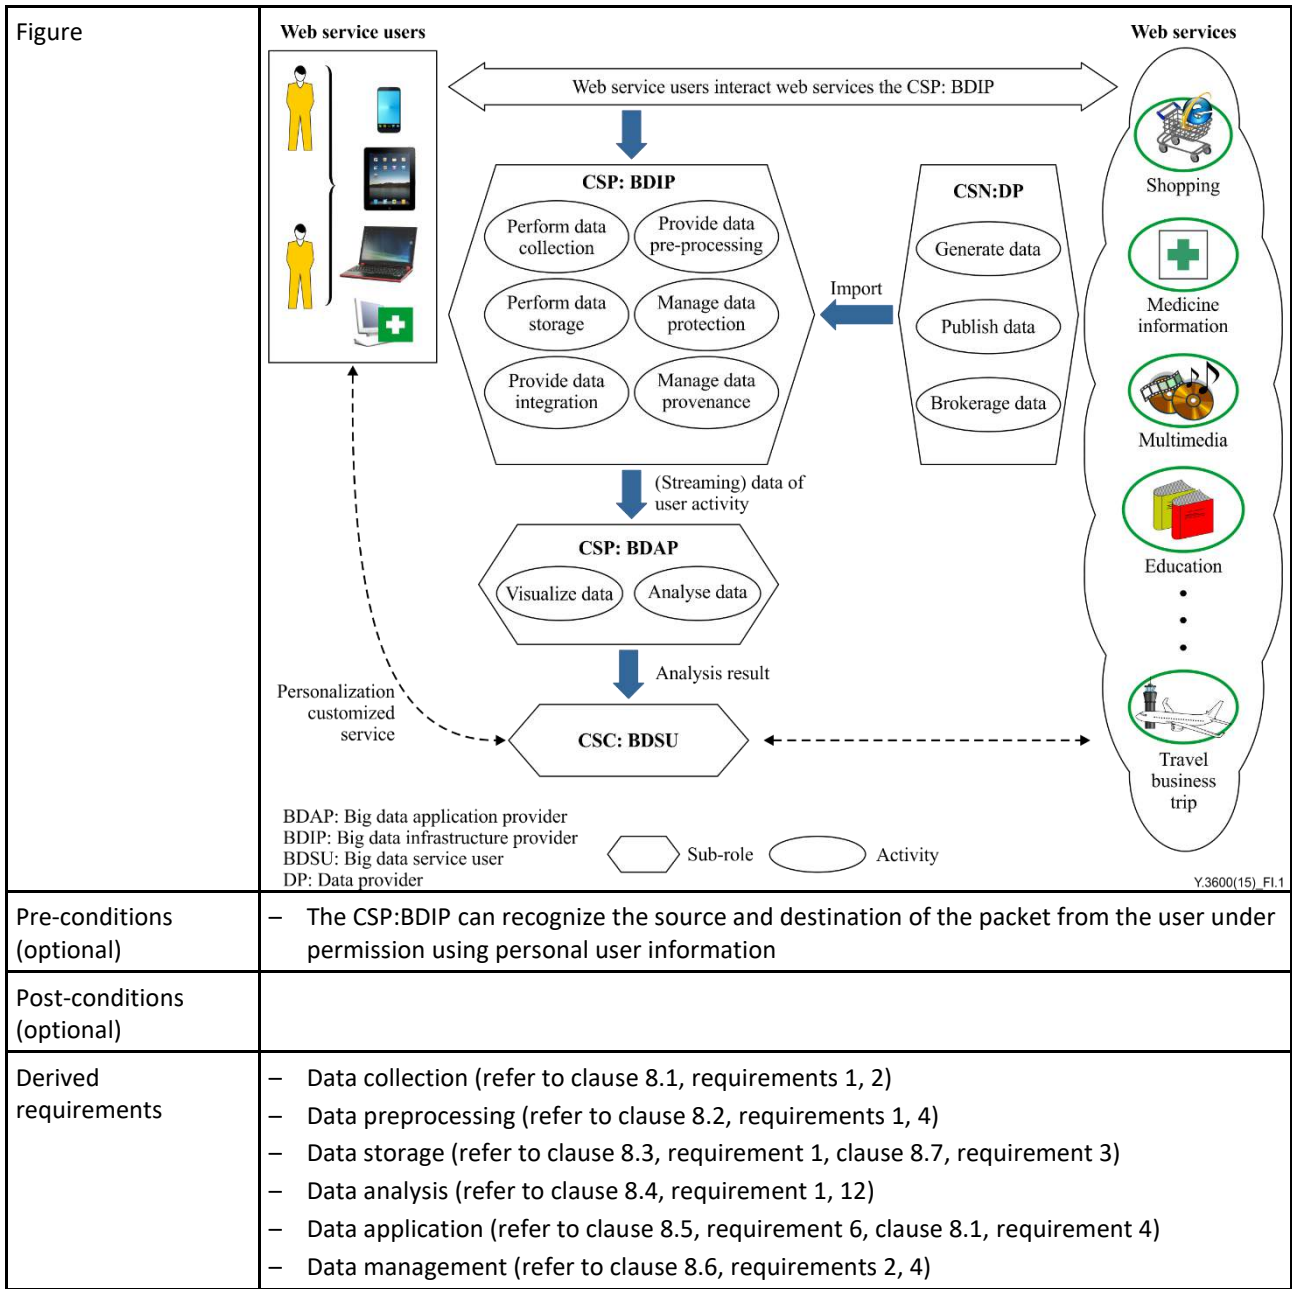 Figure
Web service users
Web services
Web service users interact web services the CSP: BDIP
CSP: BDIP
Perform data
collection
Provide data
pre-processing
Perform data
storage
Manage data
protection
Provide data
integration
Manage data
provenance
Import
CSN:DP
Generate data
Publish data
Brokerage data
Shopping
Medicine
information
Multimedia
Education
Travel
business
trip
(Streaming) data of
user activity
CSP: BDAP
Visualize data
Analyse data
Analysis result
Personalization
customized
service
CSC: BDSU
BDAP: Big data application provider
BDIP: Big data infrastructure provider
BDSU: Big data service user
DP: Data provider
Sub-role
Activity
Y.3600(15)_FI.1
Pre-conditions
(optional)
– The CSP:BDIP can recognize the source and destination of the packet from the user under
permission using personal user information
Post-conditions
(optional)
Derived
requirements
– Data collection (refer to clause 8.1, requirements 1, 2)
– Data preprocessing (refer to clause 8.2, requirements 1, 4)
– Data storage (refer to clause 8.3, requirement 1, clause 8.7, requirement 3)
– Data analysis (refer to clause 8.4, requirement 1, 12)
– Data application (refer to clause 8.5, requirement 6, clause 8.1, requirement 4)
– Data management (refer to clause 8.6, requirements 2, 4)